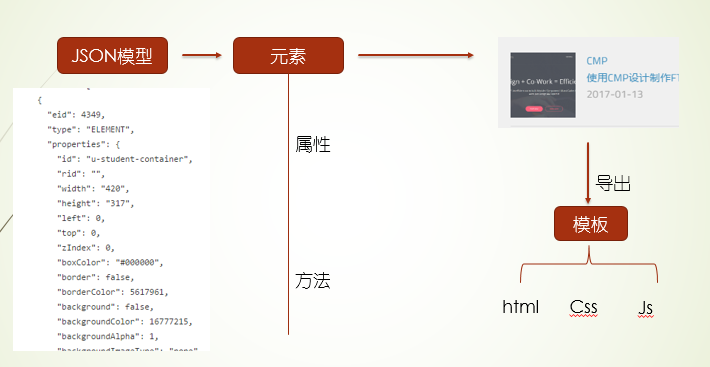 JSON模型
元素
CMP
使用CMP设计制作FT
2017-01-13
ign + Co-Work = Efficie
{
"eid": 4349,
"type": "ELEMENT",
"properties": {
"id": "u-student-container",
"rid": "",
"width": "420",
"height": "317",
"left": 0,
"top": 0,
"zIndex": 0,
"boxColor": "#000000",
"border": false,
"borderColor": 5617961,
"background": false,
"backgroundColor": 16777215,
"backgroundAlpha": 1,
"backgroundImageType": "none"
属性
方法
导出
模板
html
Css
Js